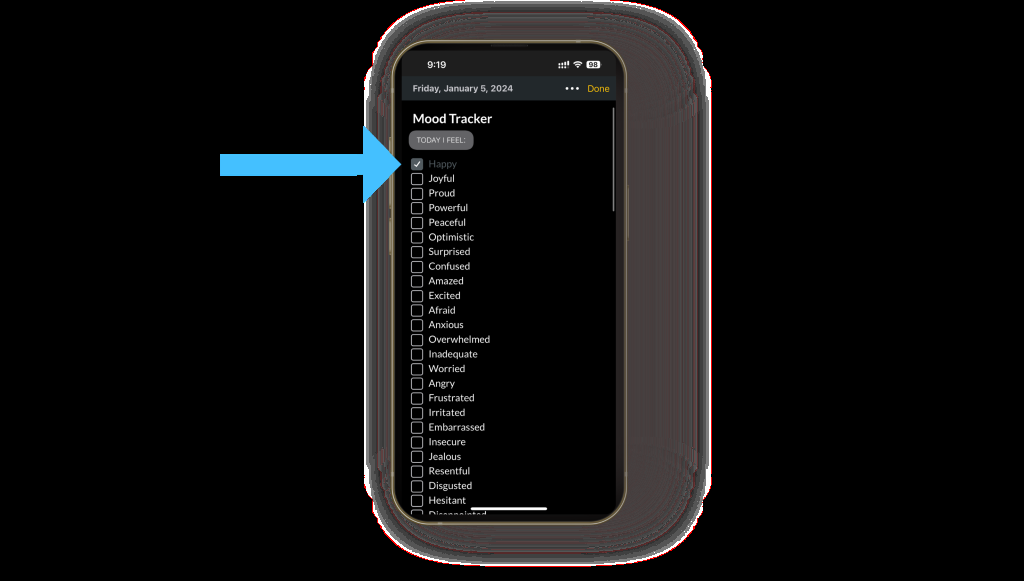 9:19
98
Friday, January 5, 2024
Done
Mood Tracker
TODAY I FEEL:
Happy
Joyful
Proud
Powerful
Peaceful
Optimistic
Surprised
Confused
Amazed
Excited
Afraid
Anxious
Overwhelmed
Inadequate
Worried
Angry
Frustrated
Irritated
Embarrassed
Insecure
Jealous
Resentful
Disgusted
Hesitant
Disappointed